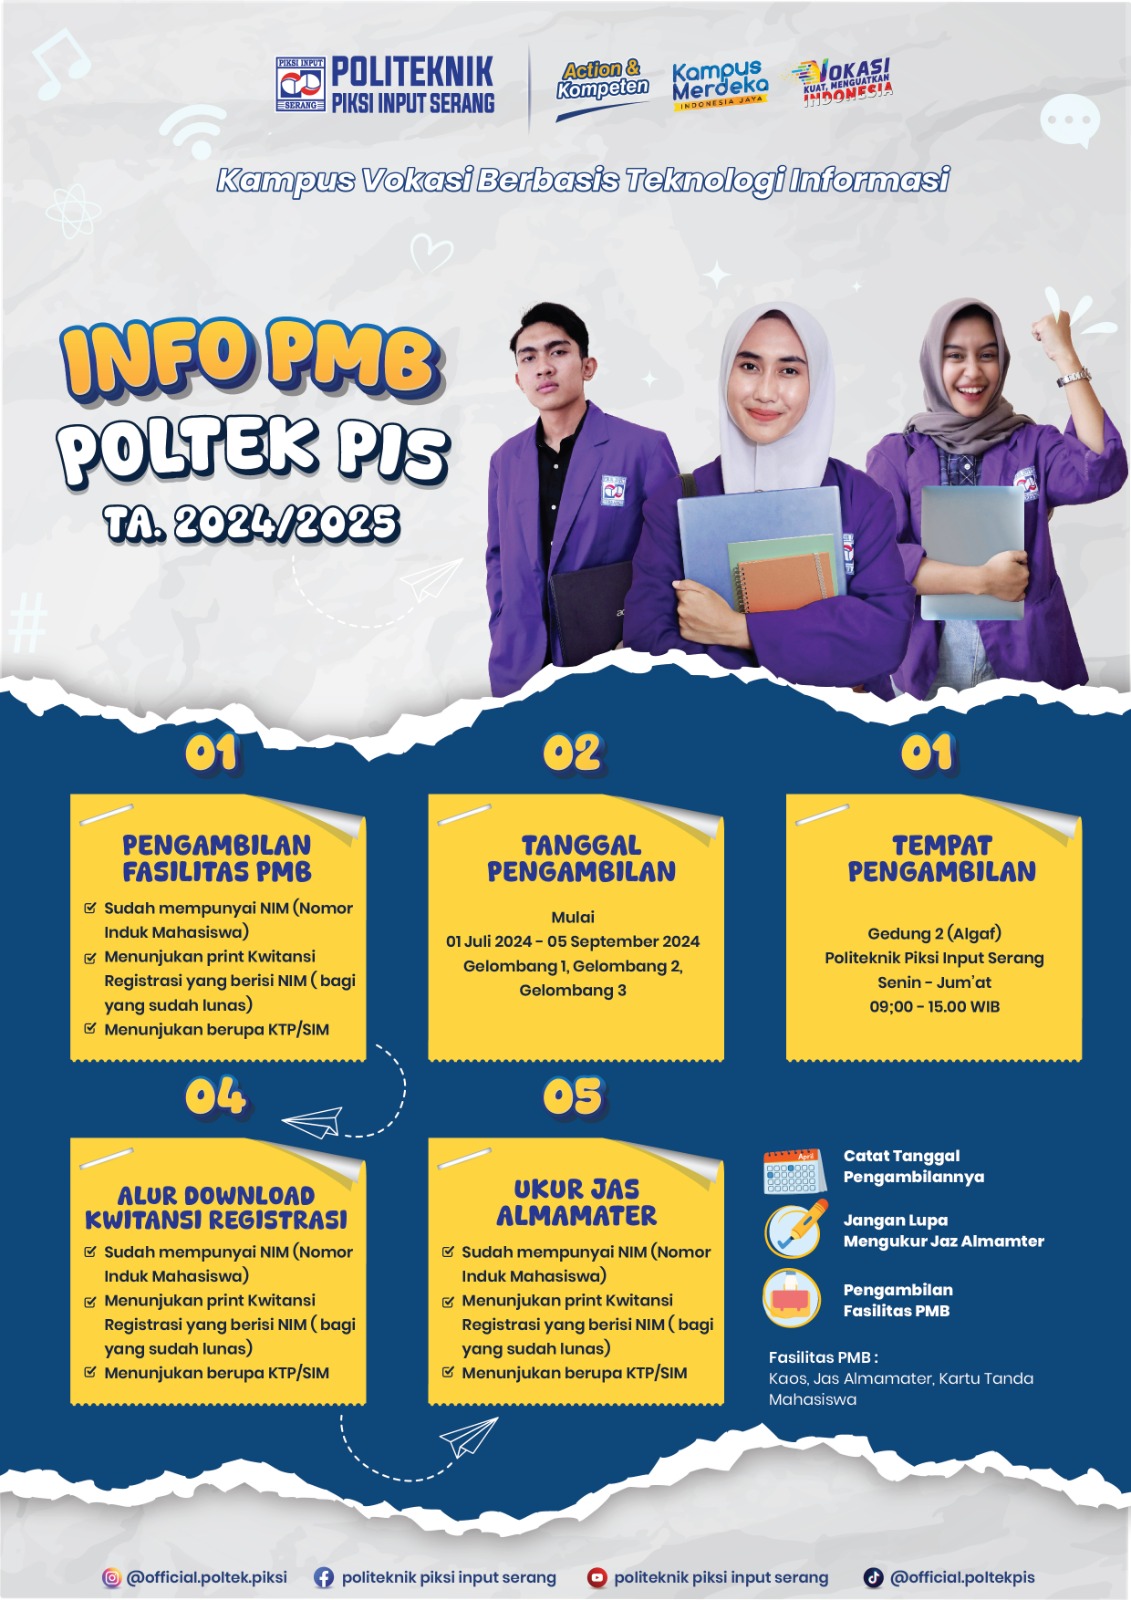 PIKSI INPUT
SERANG
POLITEKNIK
PIKSI INPUT SERANG
Action &
Kompeten
Kampus
Merdeka
INDONESIA JAYA
VOKASI
KUAT, MENGUATKAN
INDONESIA
Kampus Vokasi Berbasis Teknologi Informasi
INFO PMB
POLTEK PIS
TA. 2024/2025
01
PENGAMBILAN
FASILITAS PMB
Sudah mempunyai NIM (Nomor
Induk Mahasiswa)
Menunjukan print Kwitansi
Registrasi yang berisi NIM ( bagi
yang sudah lunas)
Menunjukan berupa KTP/SIM
02
TANGGAL
PENGAMBILAN
Mulai
01 Juli 2024 - 05 September 2024
Gelombang 1, Gelombang 2,
Gelombang 3
01
TEMPAT
PENGAMBILAN
Gedung 2 (Algaf)
Politeknik Piksi Input Serang
Senin - Jum'at
09;00 - 15.00 WIB
04
ALUR DOWNLOAD
KWITANSI REGISTRASI
Sudah mempunyai NIM (Nomor
Induk Mahasiswa)
Menunjukan print Kwitansi
Registrasi yang berisi NIM ( bagi
yang sudah lunas)
Menunjukan berupa KTP/SIM
05
UKUR JAS
ALMAMATER
Sudah mempunyai NIM (Nomor
Induk Mahasiswa)
Menunjukan print Kwitansi
Registrasi yang berisi NIM ( bagi
yang sudah lunas)
Menunjukan berupa KTP/SIM
April
Catat Tanggal
Pengambilannya
Jangan Lupa
Mengukur Jaz Almamter
Pengambilan
Fasilitas PMB
Fasilitas PMB :
Kaos, Jas Almamater, Kartu Tanda
Mahasiswa
@official.poltek.piksi
politeknik piksi input serang
politeknik piksi input serang
@official.poltekpis